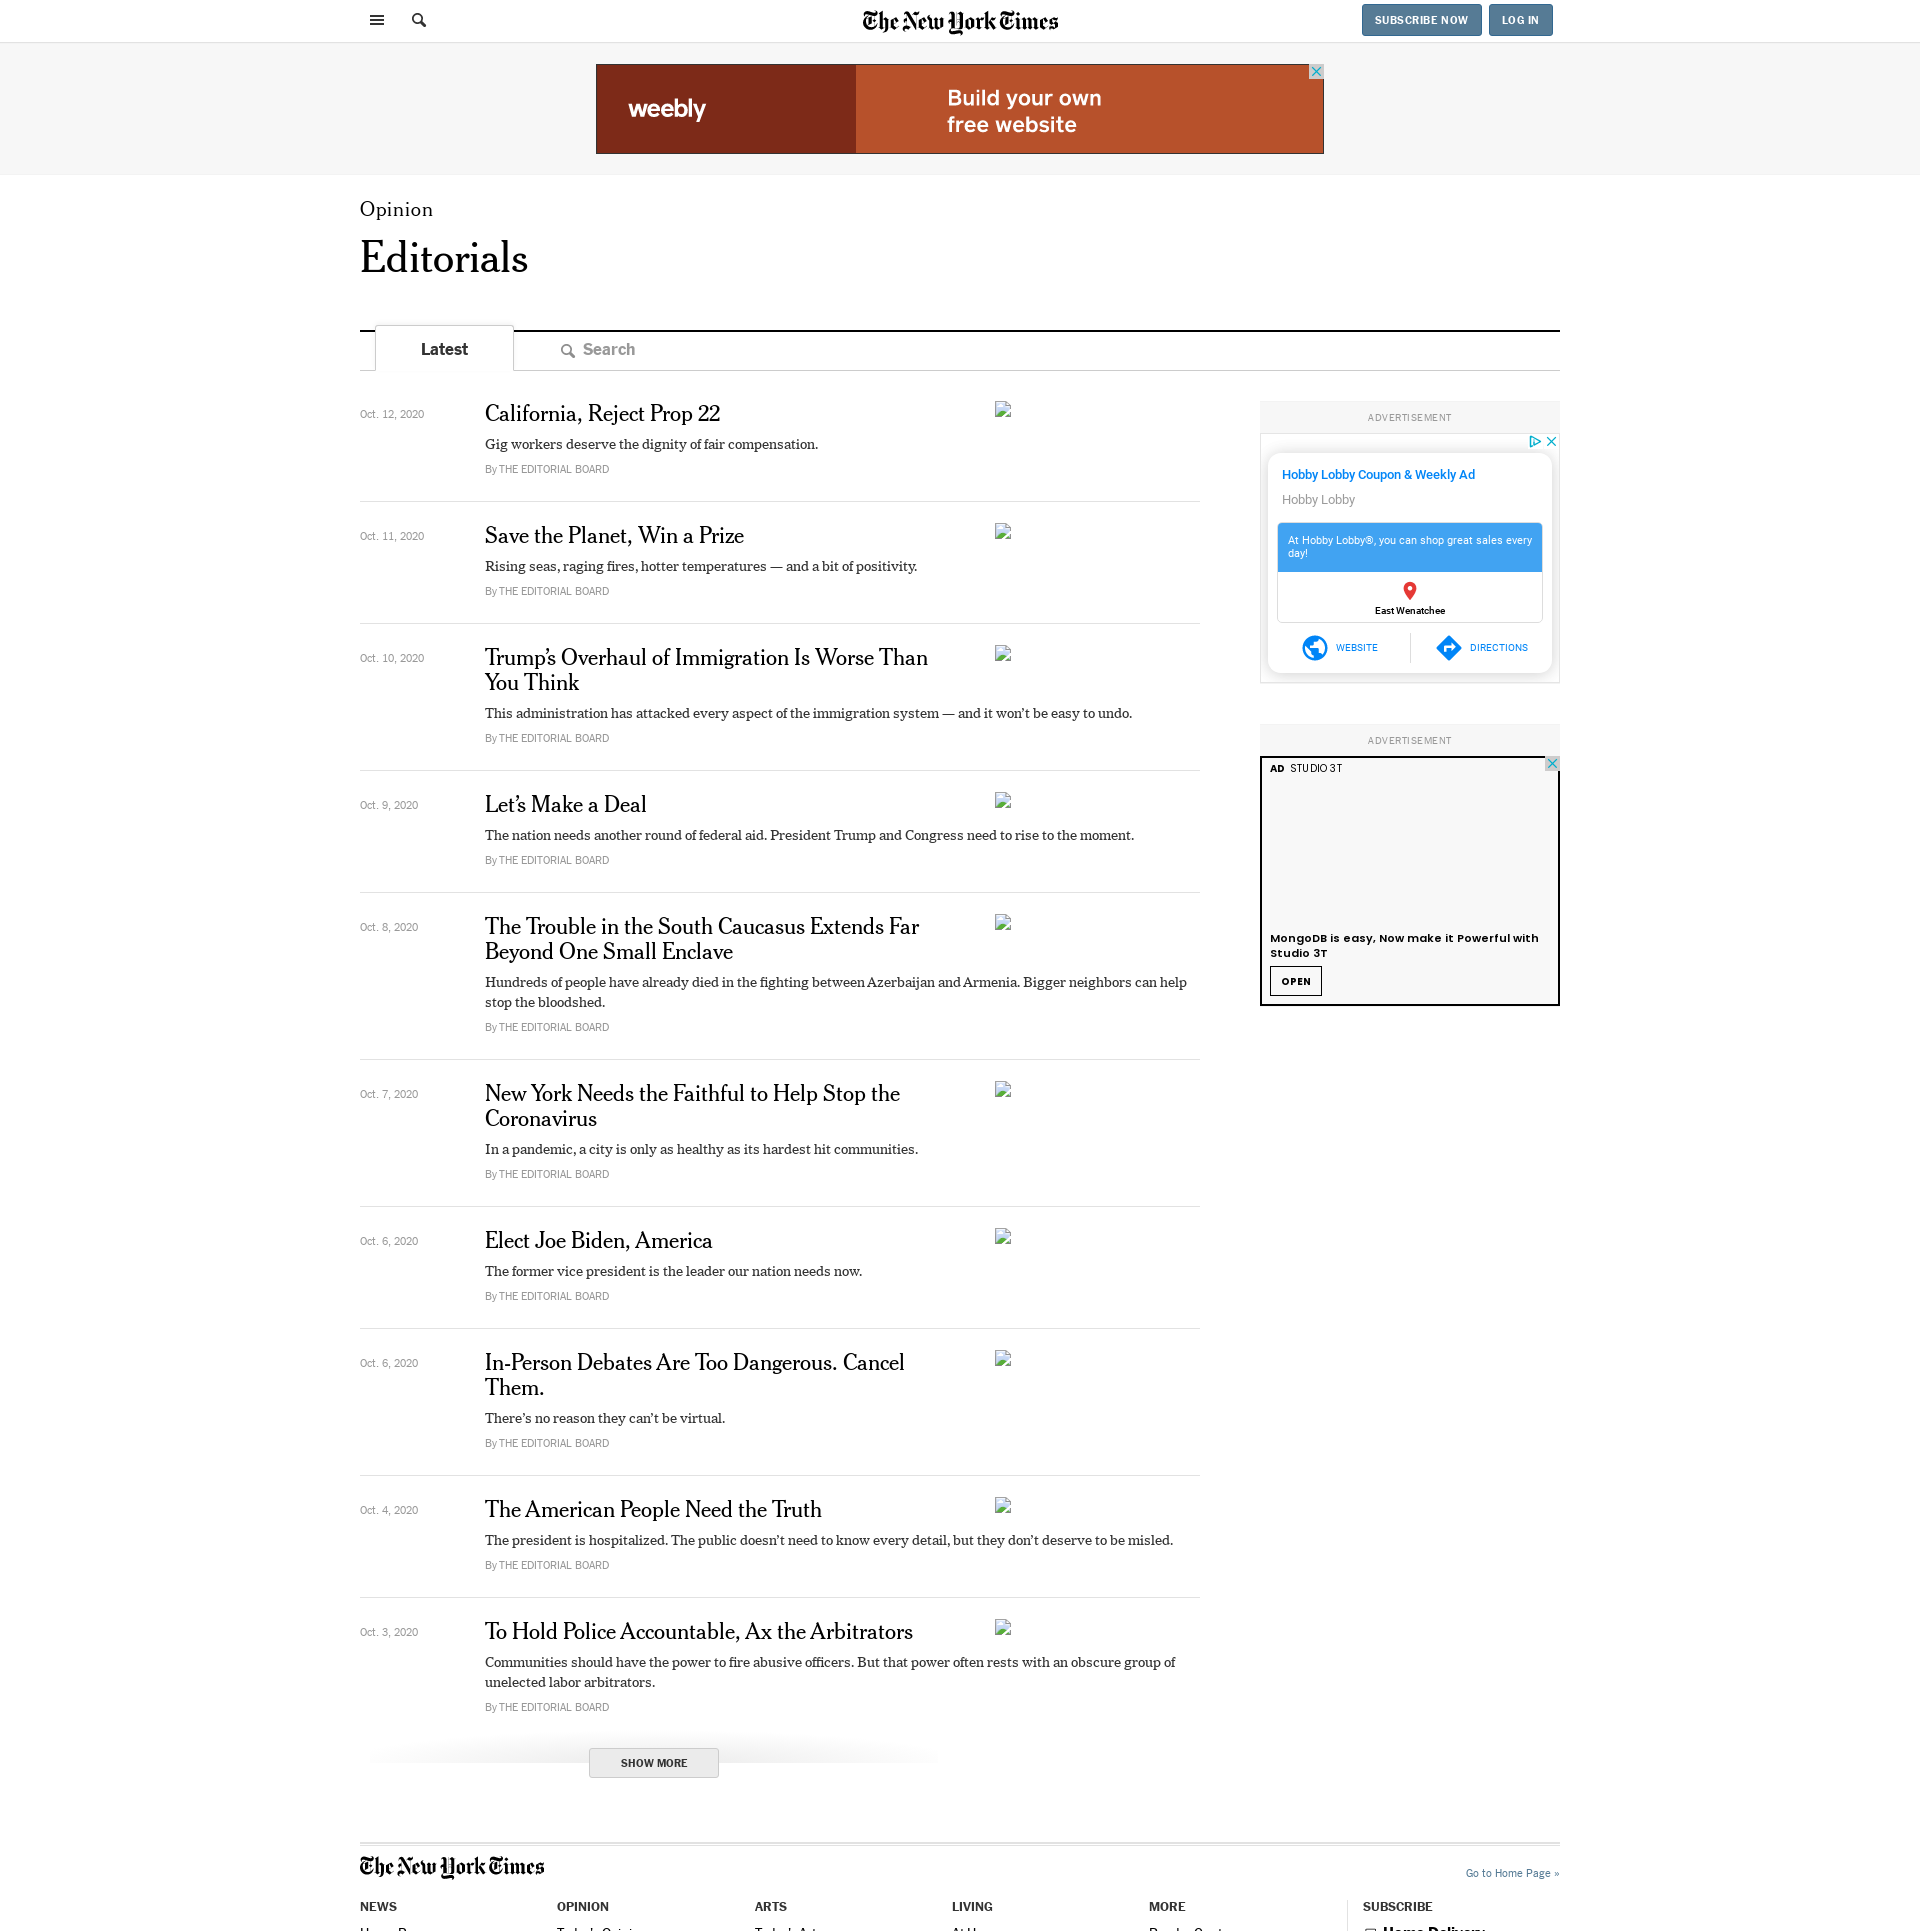 The New York Times
SUBSCRIBE NOW
LOG IN
weebly
Build your own
free website
Opinion
Editorials
Latest
Search
Oct. 12, 2020
California, Reject Prop 22
Gig workers deserve the dignity of fair compensation.
By THE EDITORIAL BOARD
Oct. 11, 2020
Save the Planet, Win a Prize
Rising seas, raging fires, hotter temperatures — and a bit of positivity.
By THE EDITORIAL BOARD
Oct. 10, 2020
Trump’s Overhaul of Immigration Is Worse Than
You Think
This administration has attacked every aspect of the immigration system — and it won’t be easy to undo.
By THE EDITORIAL BOARD
Oct. 9, 2020
Let’s Make a Deal
The nation needs another round of federal aid. President Trump and Congress need to rise to the moment.
By THE EDITORIAL BOARD
Oct. 8, 2020
The Trouble in the South Caucasus Extends Far
Beyond One Small Enclave
Hundreds of people have already died in the fighting between Azerbaijan and Armenia. Bigger neighbors can help
stop the bloodshed.
By THE EDITORIAL BOARD
Oct. 7, 2020
New York Needs the Faithful to Help Stop the
Coronavirus
In a pandemic, a city is only as healthy as its hardest hit communities.
By THE EDITORIAL BOARD
Oct. 6, 2020
Elect Joe Biden, America
The former vice president is the leader our nation needs now.
By THE EDITORIAL BOARD
Oct. 6, 2020
In-Person Debates Are Too Dangerous. Cancel
Them.
There’s no reason they can’t be virtual.
By THE EDITORIAL BOARD
Oct. 4, 2020
The American People Need the Truth
The president is hospitalized. The public doesn’t need to know every detail, but they don’t deserve to be misled.
By THE EDITORIAL BOARD
Oct. 3, 2020
To Hold Police Accountable, Ax the Arbitrators
Communities should have the power to fire abusive officers. But that power often rests with an obscure group of
unelected labor arbitrators.
By THE EDITORIAL BOARD
SHOW MORE
ADVERTISEMENT
Hobby Lobby Coupon & Weekly Ad
Hobby Lobby
At Hobby Lobby®, you can shop great sales every
day!
East Wenatchee
WEBSITE
DIRECTIONS
ADVERTISEMENT
AD STUDIO 3T
MongoDB is easy, Now make it Powerful with
Studio 3T
OPEN
The New York Times
Go to Home Page »
NEWS
OPINION
ARTS
LIVING
MORE
SUBSCRIBE
Home Delivery